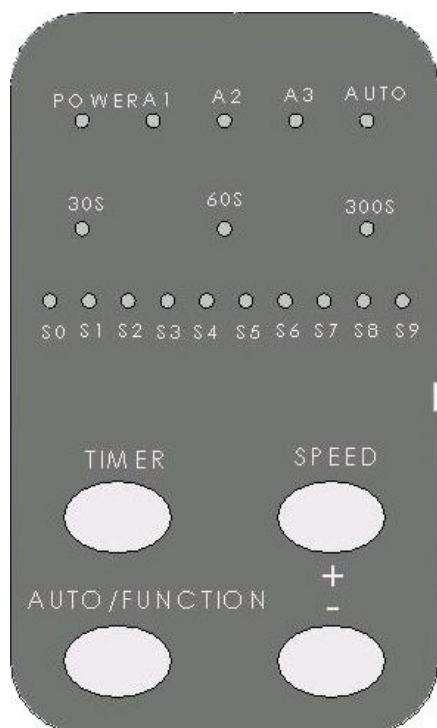 POWER A1 A2 A3 AUTO
30S 60S 300S
S0 S1 S2 S3 S4 S5 S6 S7 S8 S9
TIMER SPEED
+
AUTO/FUNCTION -